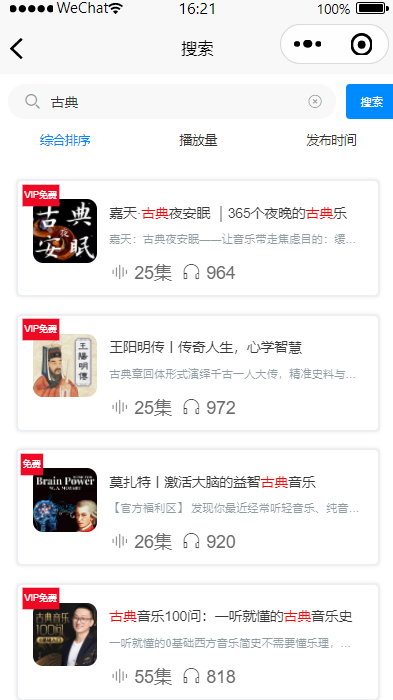 WeChat 16:21 100%
搜索
古典 搜索
综合排序 播放量 发布时间
VIP免费
古典
夜
安眠
嘉天·古典夜安眠 ｜365个夜晚的古典乐
嘉天：古典夜安眠——让音乐带走焦虑目的：缓...
25集 964
VIP免费
王陽明傳
王阳明传丨传奇人生，心学智慧
古典章回体形式演绎千古一人大传，精准史料与...
25集 972
免费
Brain Power
W. A. MOZART
莫扎特丨激活大脑的益智古典音乐
【官方福利区】 发现你最近经常听轻音乐、纯音...
26集 920
VIP免费
古典音乐
100问
古典音乐100问：一听就懂的古典音乐史
一听就懂的0基础西方音乐简史不需要懂乐理，...
55集 818